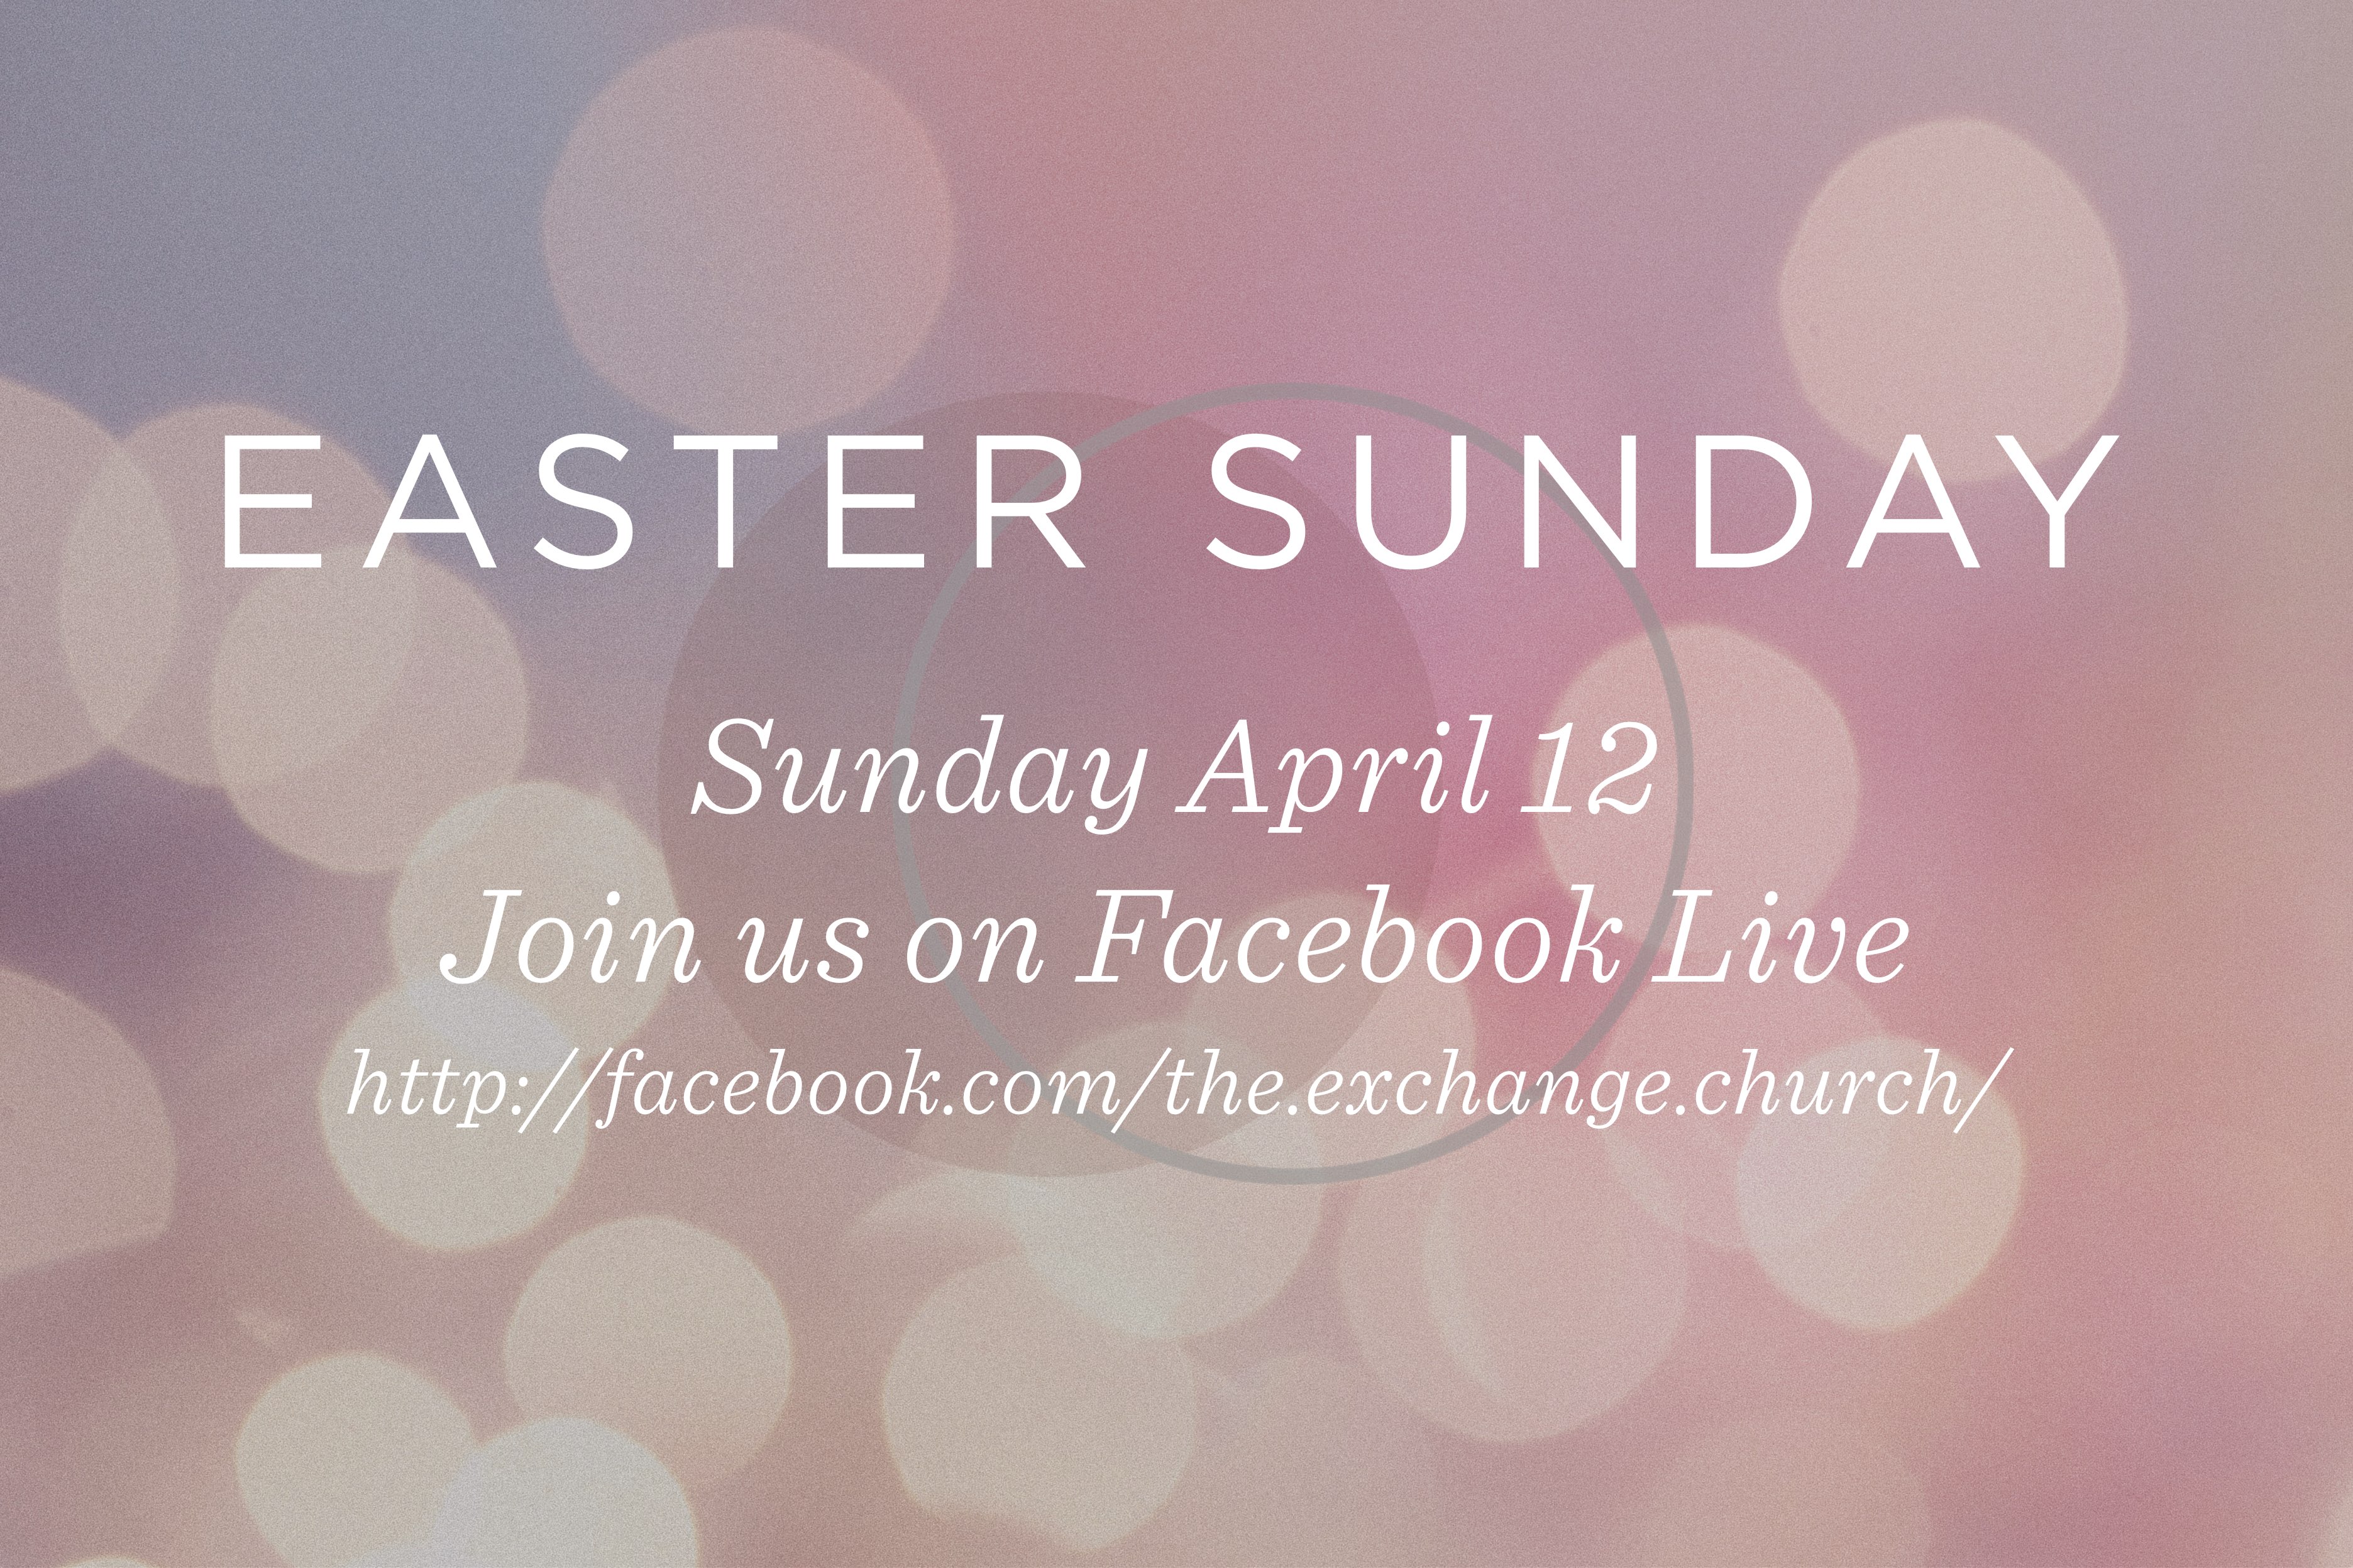 EASTER SUNDAY
Sunday April 12
Join us on Facebook Live
http://facebook.com/the.exchange.church/